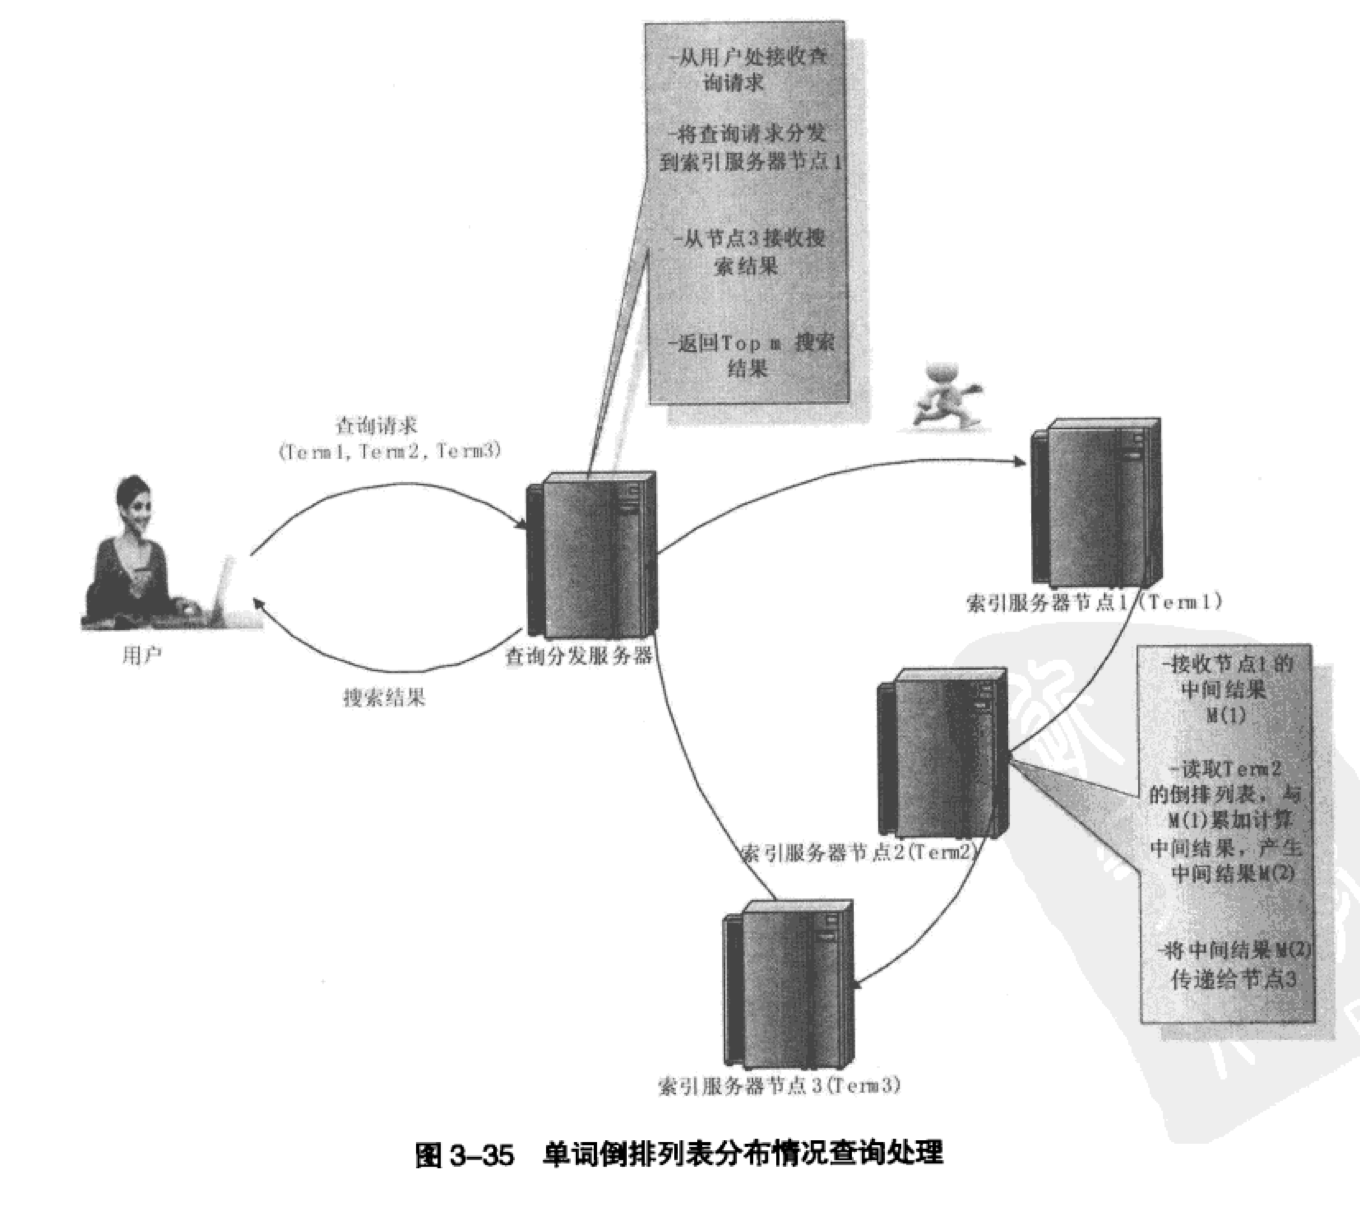 -从用户处接收查
询请求
-将查询请求分发
到索引服务器节点1
-从节点3接收搜
索结果
-返回Top m 搜索
结果
查询请求
(Term1, Term2, Term3)
用户
查询分发服务器
搜索结果
索引服务器节点1 (Term1)
-接收节点1的
中间结果
M(1)
-读取Term2
的倒排列表，与
M(1)累加计算
中间结果，产生
中间结果M(2)
-将中间结果M(2)
传递给节点3
索引服务器节点2(Term2)
索引服务器节点3(Term3)
图 3-35 单词倒排列表分布情况查询处理